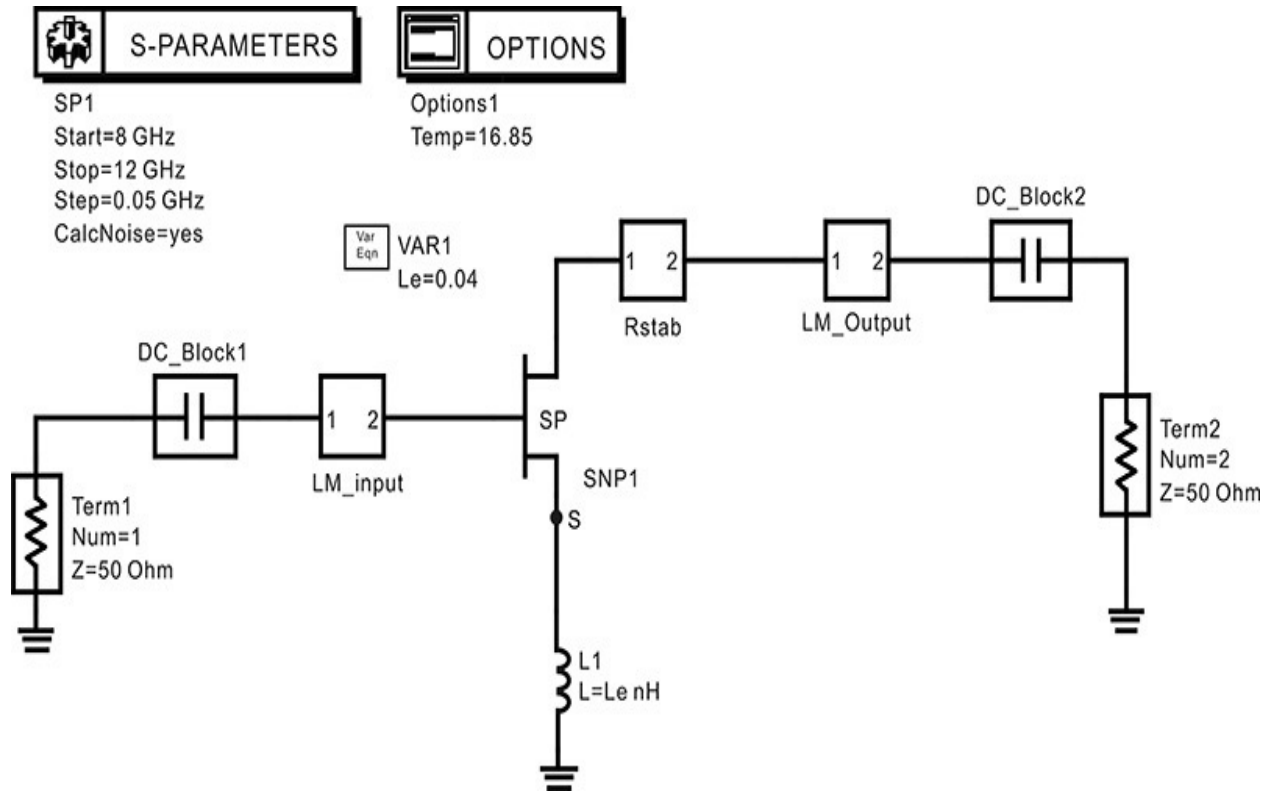 S-PARAMETERS
SP1
Start=8 GHz
Stop=12 GHz
Step=0.05 GHz
CalcNoise=yes
OPTIONS
Options1
Temp=16.85
Var
Eqn
VAR1
Le=0.04
DC_Block2
1 2
Rstab
1 2
LM_Output
DC_Block1
1 2
LM_input
SP
SNP1
S
Term1
Num=1
Z=50 Ohm
Term2
Num=2
Z=50 Ohm
L1
L=Le nH